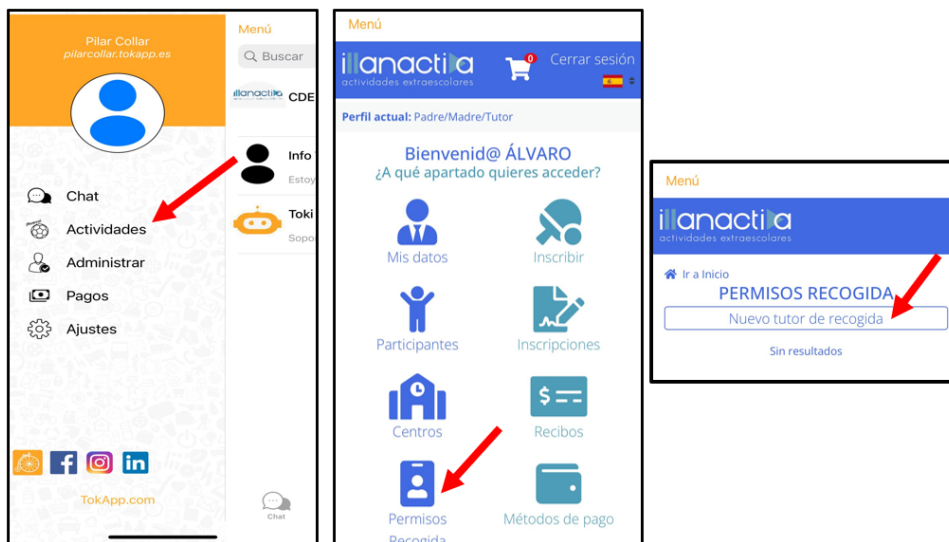 Pilar Collar
pilarcollar.tokapp.es
Chat
Actividades
Administrar
Pagos
Ajustes
TokApp.com
Menú
Buscar
illanactiva CDE
Info
Estoy
Toki
Sopo
Chat
Menú
illanactiva
actividades extraescolares
0
Cerrar sesión
Perfil actual: Padre/Madre/Tutor
Bienvenid@ ÁLVARO
¿A qué apartado quieres acceder?
Mis datos
Inscribir
Participantes
Inscripciones
Centros
Recibos
Permisos
Recogida
Métodos de pago
Menú
illanactiva
actividades extraescolares
Ir a Inicio
PERMISOS RECOGIDA
Nuevo tutor de recogida
Sin resultados